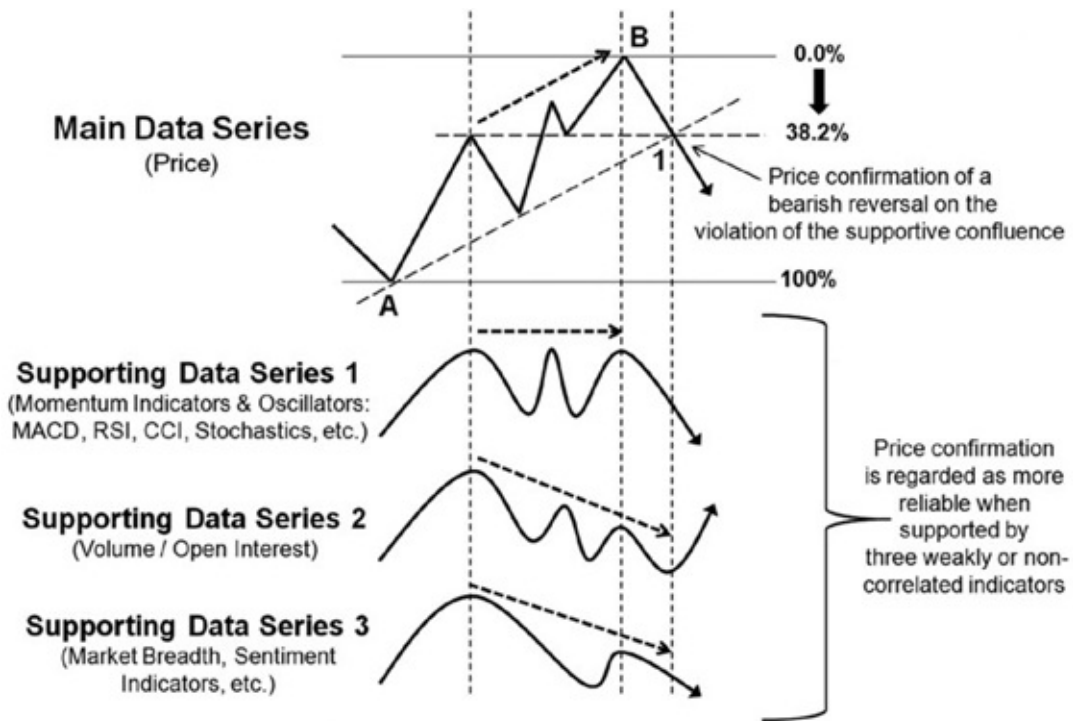 B
0.0%
Main Data Series
(Price)
38.2%
1
Price confirmation of a
bearish reversal on the
violation of the supportive confluence
100%
A
Supporting Data Series 1
(Momentum Indicators & Oscillators:
MACD, RSI, CCI, Stochastics, etc.)
Supporting Data Series 2
(Volume / Open Interest)
Supporting Data Series 3
(Market Breadth, Sentiment
Indicators, etc.)
Price confirmation
is regarded as more
reliable when
supported by
three weakly or non-
correlated indicators